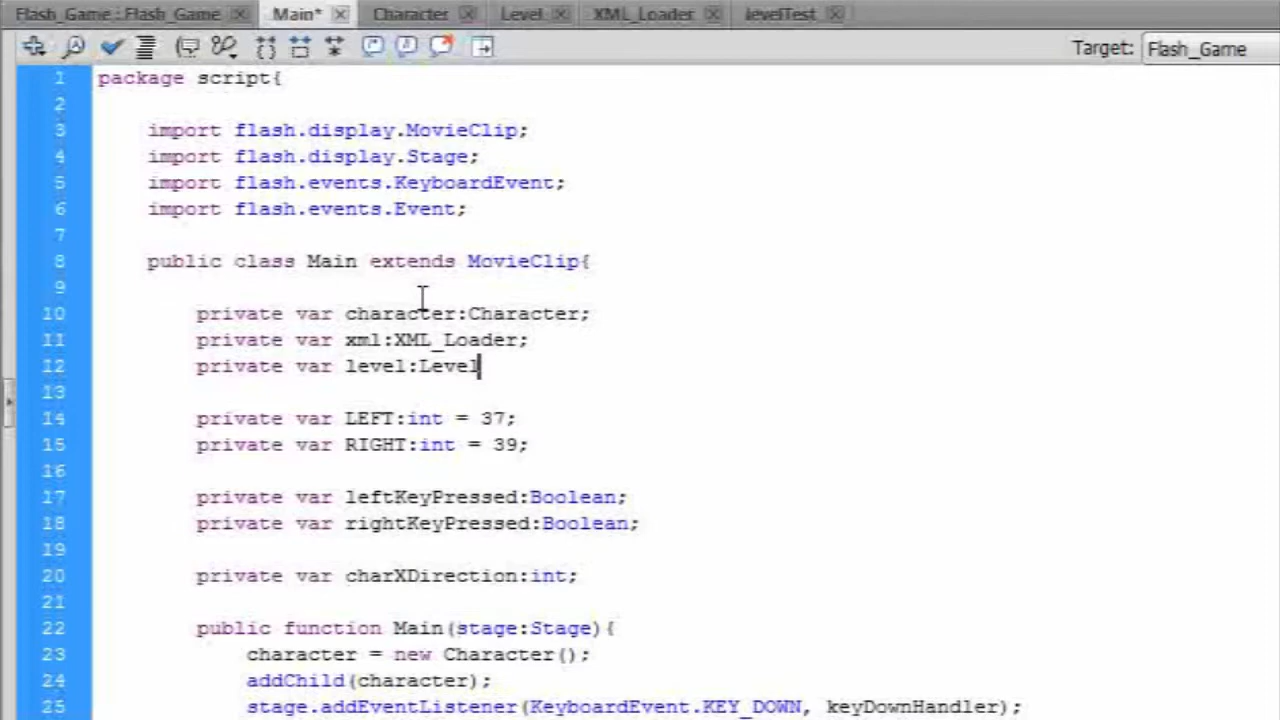 Flash_Game : Flash_Game Main* Character Level XML_Loader levelTest
Target: Flash_Game
1 package script{
2
3 import flash.display.MovieClip;
4 import flash.display.Stage;
5 import flash.events.KeyboardEvent;
6 import flash.events.Event;
7
8 public class Main extends MovieClip{
9
10 private var character:Character;
11 private var xml:XML_Loader;
12 private var level:Level
13
14 private var LEFT:int = 37;
15 private var RIGHT:int = 39;
16
17 private var leftKeyPressed:Boolean;
18 private var rightKeyPressed:Boolean;
19
20 private var charXDirection:int;
21
22 public function Main(stage:Stage){
23 character = new Character();
24 addChild(character);
25 stage.addEventListener(KeyboardEvent.KEY_DOWN, keyDownHandler);